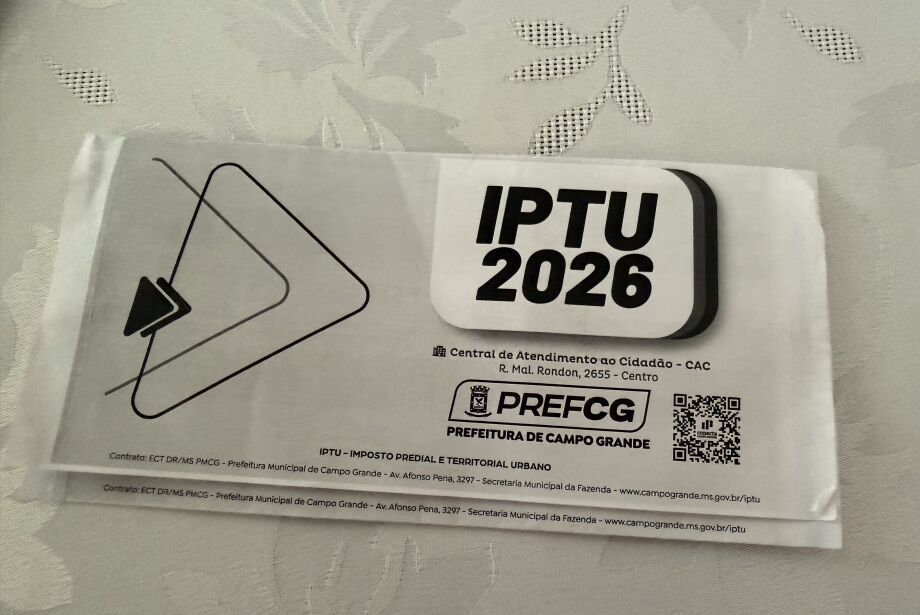 IPTU
2026
Central de Atendimento ao Cidadão - CAC
R. Mal. Rondon, 2655 - Centro
PREFCG
PREFEITURA DE CAMPO GRANDE
IPTU - IMPOSTO PREDIAL E TERRITORIAL URBANO
Contrato: ECT DR/MS PMCG - Prefeitura Municipal de Campo Grande - Av. Afonso Pena, 3297 - Secretaria Municipal da Fazenda - www.campogrande.ms.gov.br/iptu
Contrato: ECT DR/MS PMCG - Prefeitura Municipal de Campo Grande - Av. Afonso Pena, 3297 - Secretaria Municipal da Fazenda - www.campogrande.ms.gov.br/iptu